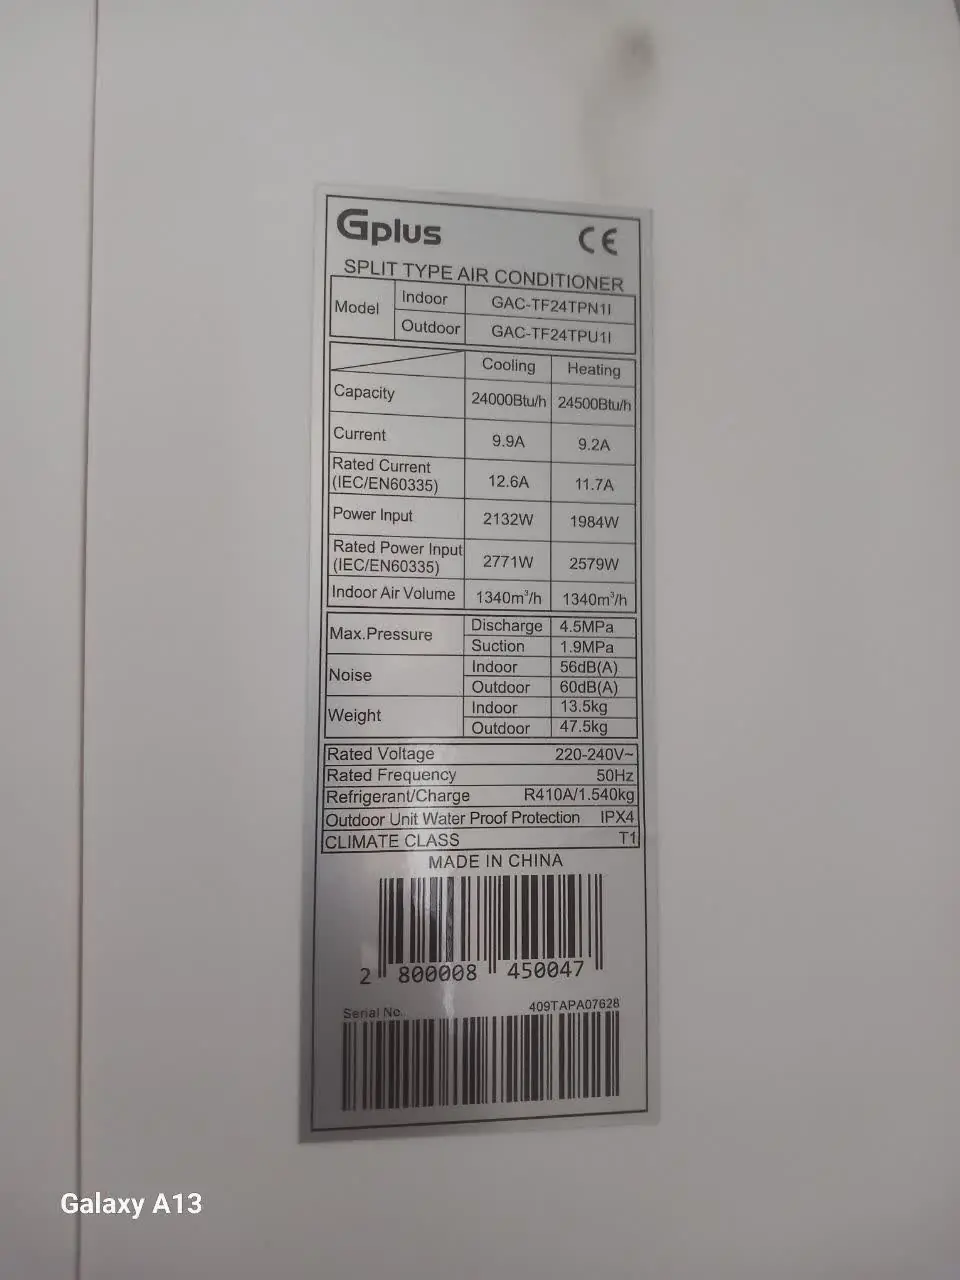 Gplus CE
SPLIT TYPE AIR CONDITIONER
Model Indoor GAC-TF24TPN1I
Outdoor GAC-TF24TPU1I
Cooling Heating
Capacity 24000Btu/h 24500Btu/h
Current 9.9A 9.2A
Rated Current (IEC/EN60335) 12.6A 11.7A
Power Input 2132W 1984W
Rated Power Input (IEC/EN60335) 2771W 2579W
Indoor Air Volume 1340m³/h 1340m³/h
Max.Pressure Discharge 4.5MPa
Suction 1.9MPa
Noise Indoor 56dB(A)
Outdoor 60dB(A)
Weight Indoor 13.5kg
Outdoor 47.5kg
Rated Voltage 220-240V~
Rated Frequency 50Hz
Refrigerant/Charge R410A/1.540kg
Outdoor Unit Water Proof Protection IPX4
CLIMATE CLASS T1
MADE IN CHINA
2 800008 450047
Serial No. 409TAPA07628
Galaxy A13